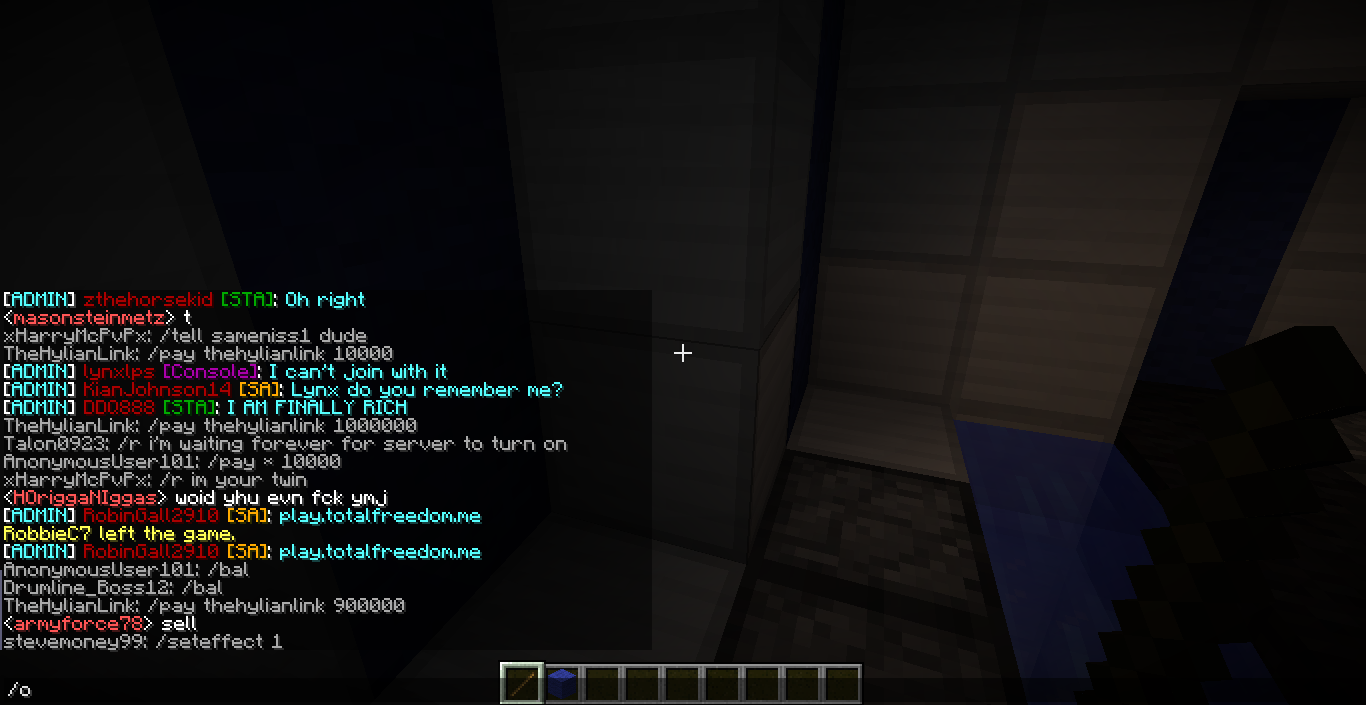 [ADMIN] zthehorsekid [STA]: Oh right
<masonsteinmetz> t
xHarryMcPvPx: /tell sameniss1 dude
TheHylianLink: /pay thehylianlink 10000
[ADMIN] lynxlps [Console]: I can't join with it
[ADMIN] KianJohnson14 [SA]: Lynx do you remember me?
[ADMIN] DDO888 [STA]: I AM FINALLY RICH
TheHylianLink: /pay thehylianlink 1000000
Talon0923: /r i'm waiting forever for server to turn on
AnonymousUser101: /pay * 10000
xHarryMcPvPx: /r im your twin
<HOriggaNIggas> woid yhu evn fck ymj
[ADMIN] RobinGall2910 [SA]: play.totalfreedom.me
RobbieC7 left the game.
[ADMIN] RobinGall2910 [SA]: play.totalfreedom.me
AnonymousUser101: /bal
Drumline_Boss12: /bal
TheHylianLink: /pay thehylianlink 900000
<armyforce78> sell
stevemoney99: /seteffect 1
/o